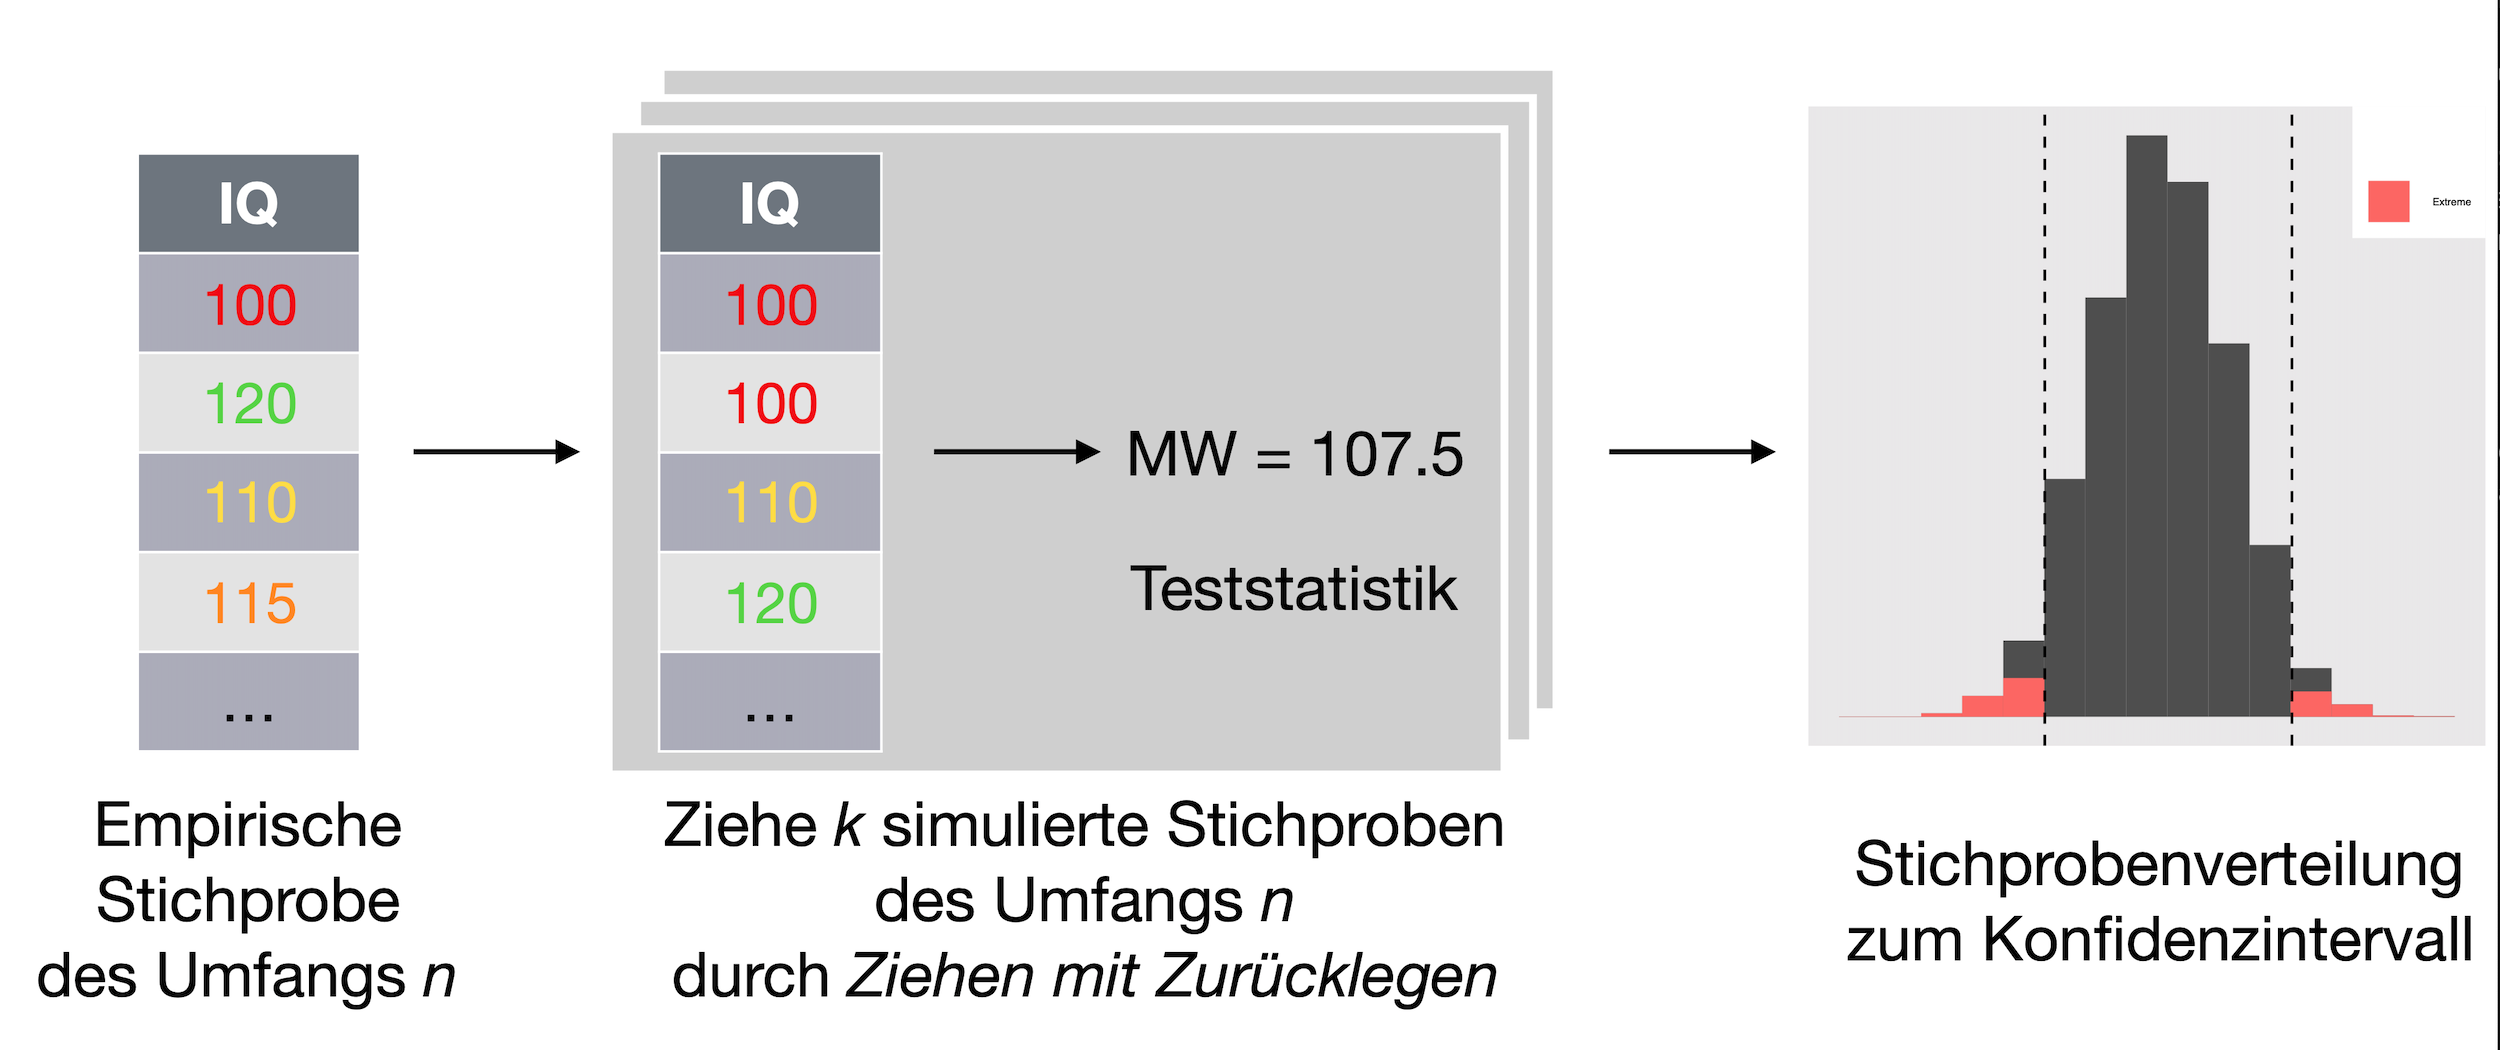 IQ
100
120
110
115
...
Empirische
Stichprobe
des Umfangs n
IQ
100
100
110
120
...
MW = 107.5
Teststatistik
Ziehe k simulierte Stichproben
des Umfangs n
durch Ziehen mit Zurücklegen
Extreme
Stichprobenverteilung
zum Konfidenzintervall